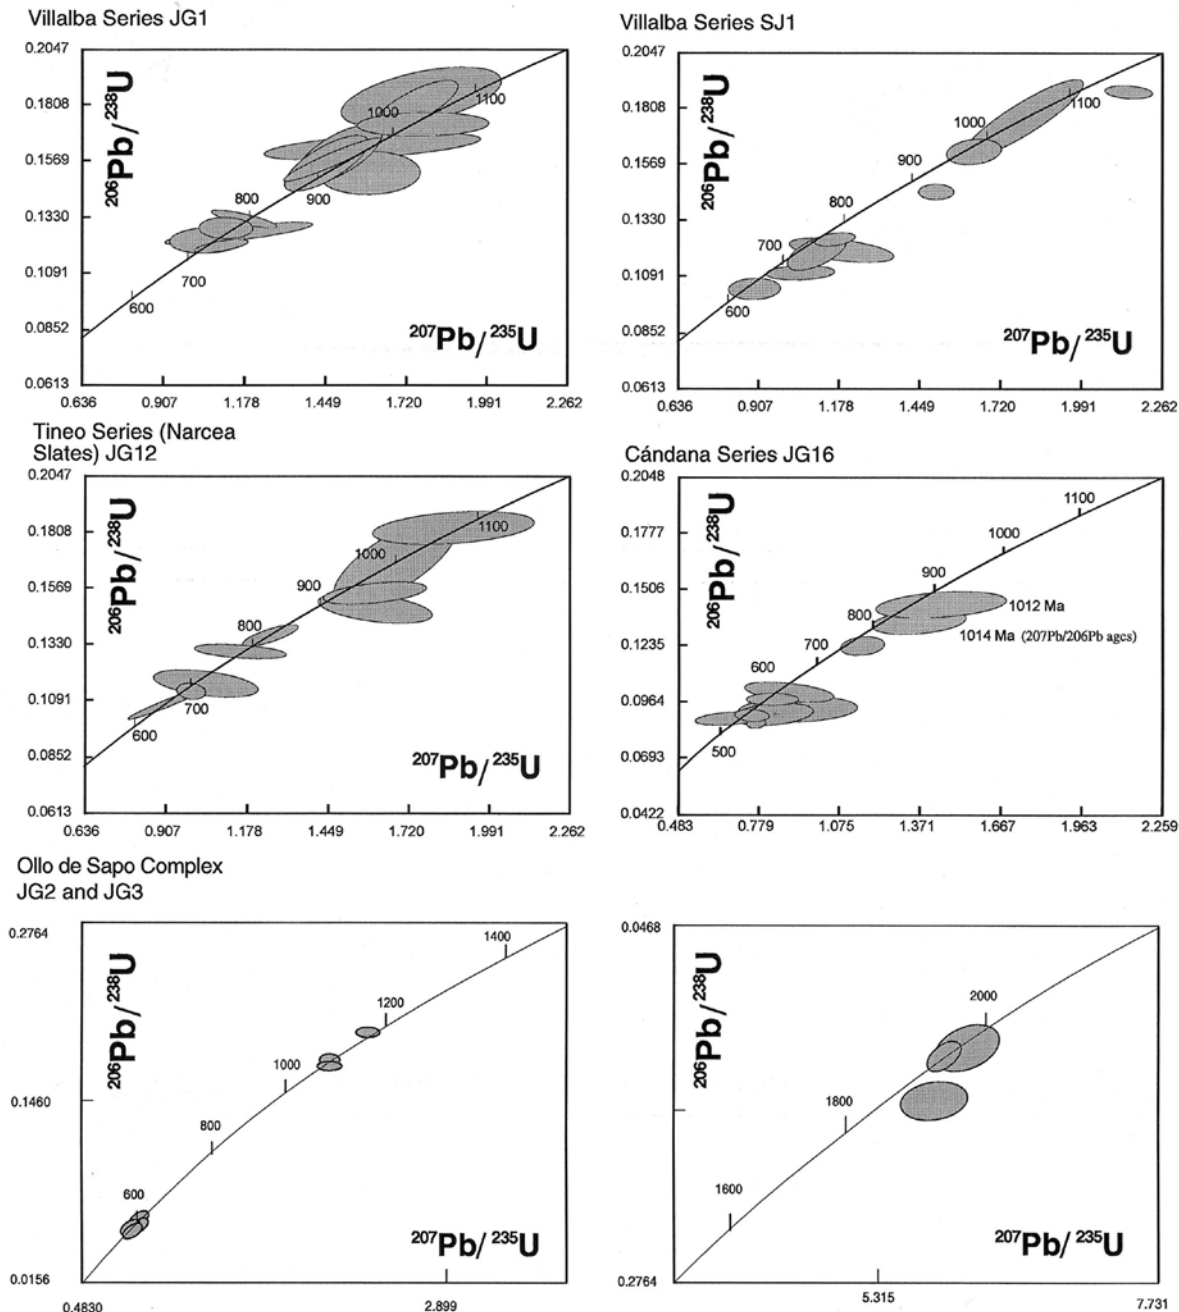 Villalba Series JG1
0.2047
0.1808
0.1569
0.1330
0.1091
0.0852
0.0613
206Pb/238U
1100
1000
900
800
700
600
207Pb/235U
0.636 0.907 1.178 1.449 1.720 1.991 2.262
Villalba Series SJ1
0.2047
0.1808
0.1569
0.1330
0.1091
0.0852
0.0613
206Pb/238U
1100
1000
900
800
700
600
207Pb/235U
0.636 0.907 1.178 1.449 1.720 1.991 2.262
Tineo Series (Narcea
Slates) JG12
0.2047
0.1808
0.1569
0.1330
0.1091
0.0852
0.0613
206Pb/238U
1100
1000
900
800
700
600
207Pb/235U
0.636 0.907 1.178 1.449 1.720 1.991 2.262
Cándana Series JG16
0.2048
0.1777
0.1506
0.1235
0.0964
0.0693
0.0422
206Pb/238U
1100
1000
900
800
700
600
500
1012 Ma
1014 Ma (207Pb/206Pb ages)
0.483 0.779 1.075 1.371 1.667 1.963 2.259
Ollo de Sapo Complex
JG2 and JG3
0.2764
0.1460
0.0156
206Pb/238U
1400
1200
1000
800
600
207Pb/235U
0.4830 2.899
0.0468
0.2764
206Pb/238U
2000
1800
1600
207Pb/235U
5.315 7.731